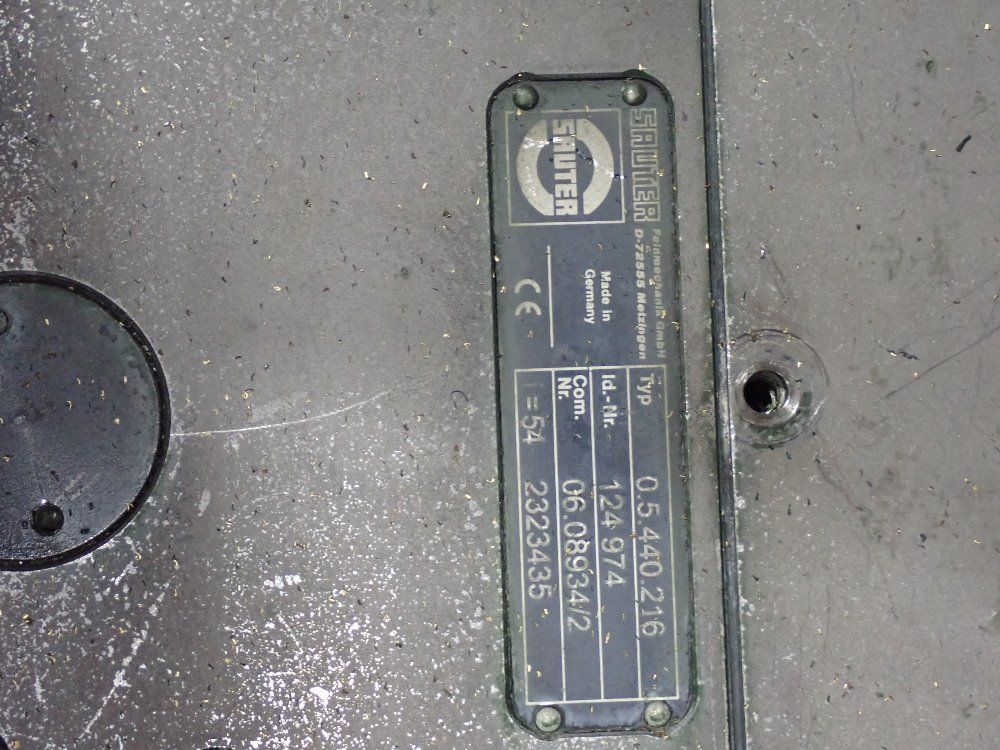 SAUTER
Feinmechanik GmbH
D-72555 Metzingen
SAUTER
Made in
Germany
CE
Typ 0.5.440.216
Id.-Nr. 124 974
Com. Nr. 06.08934/2
i = 54 2323435